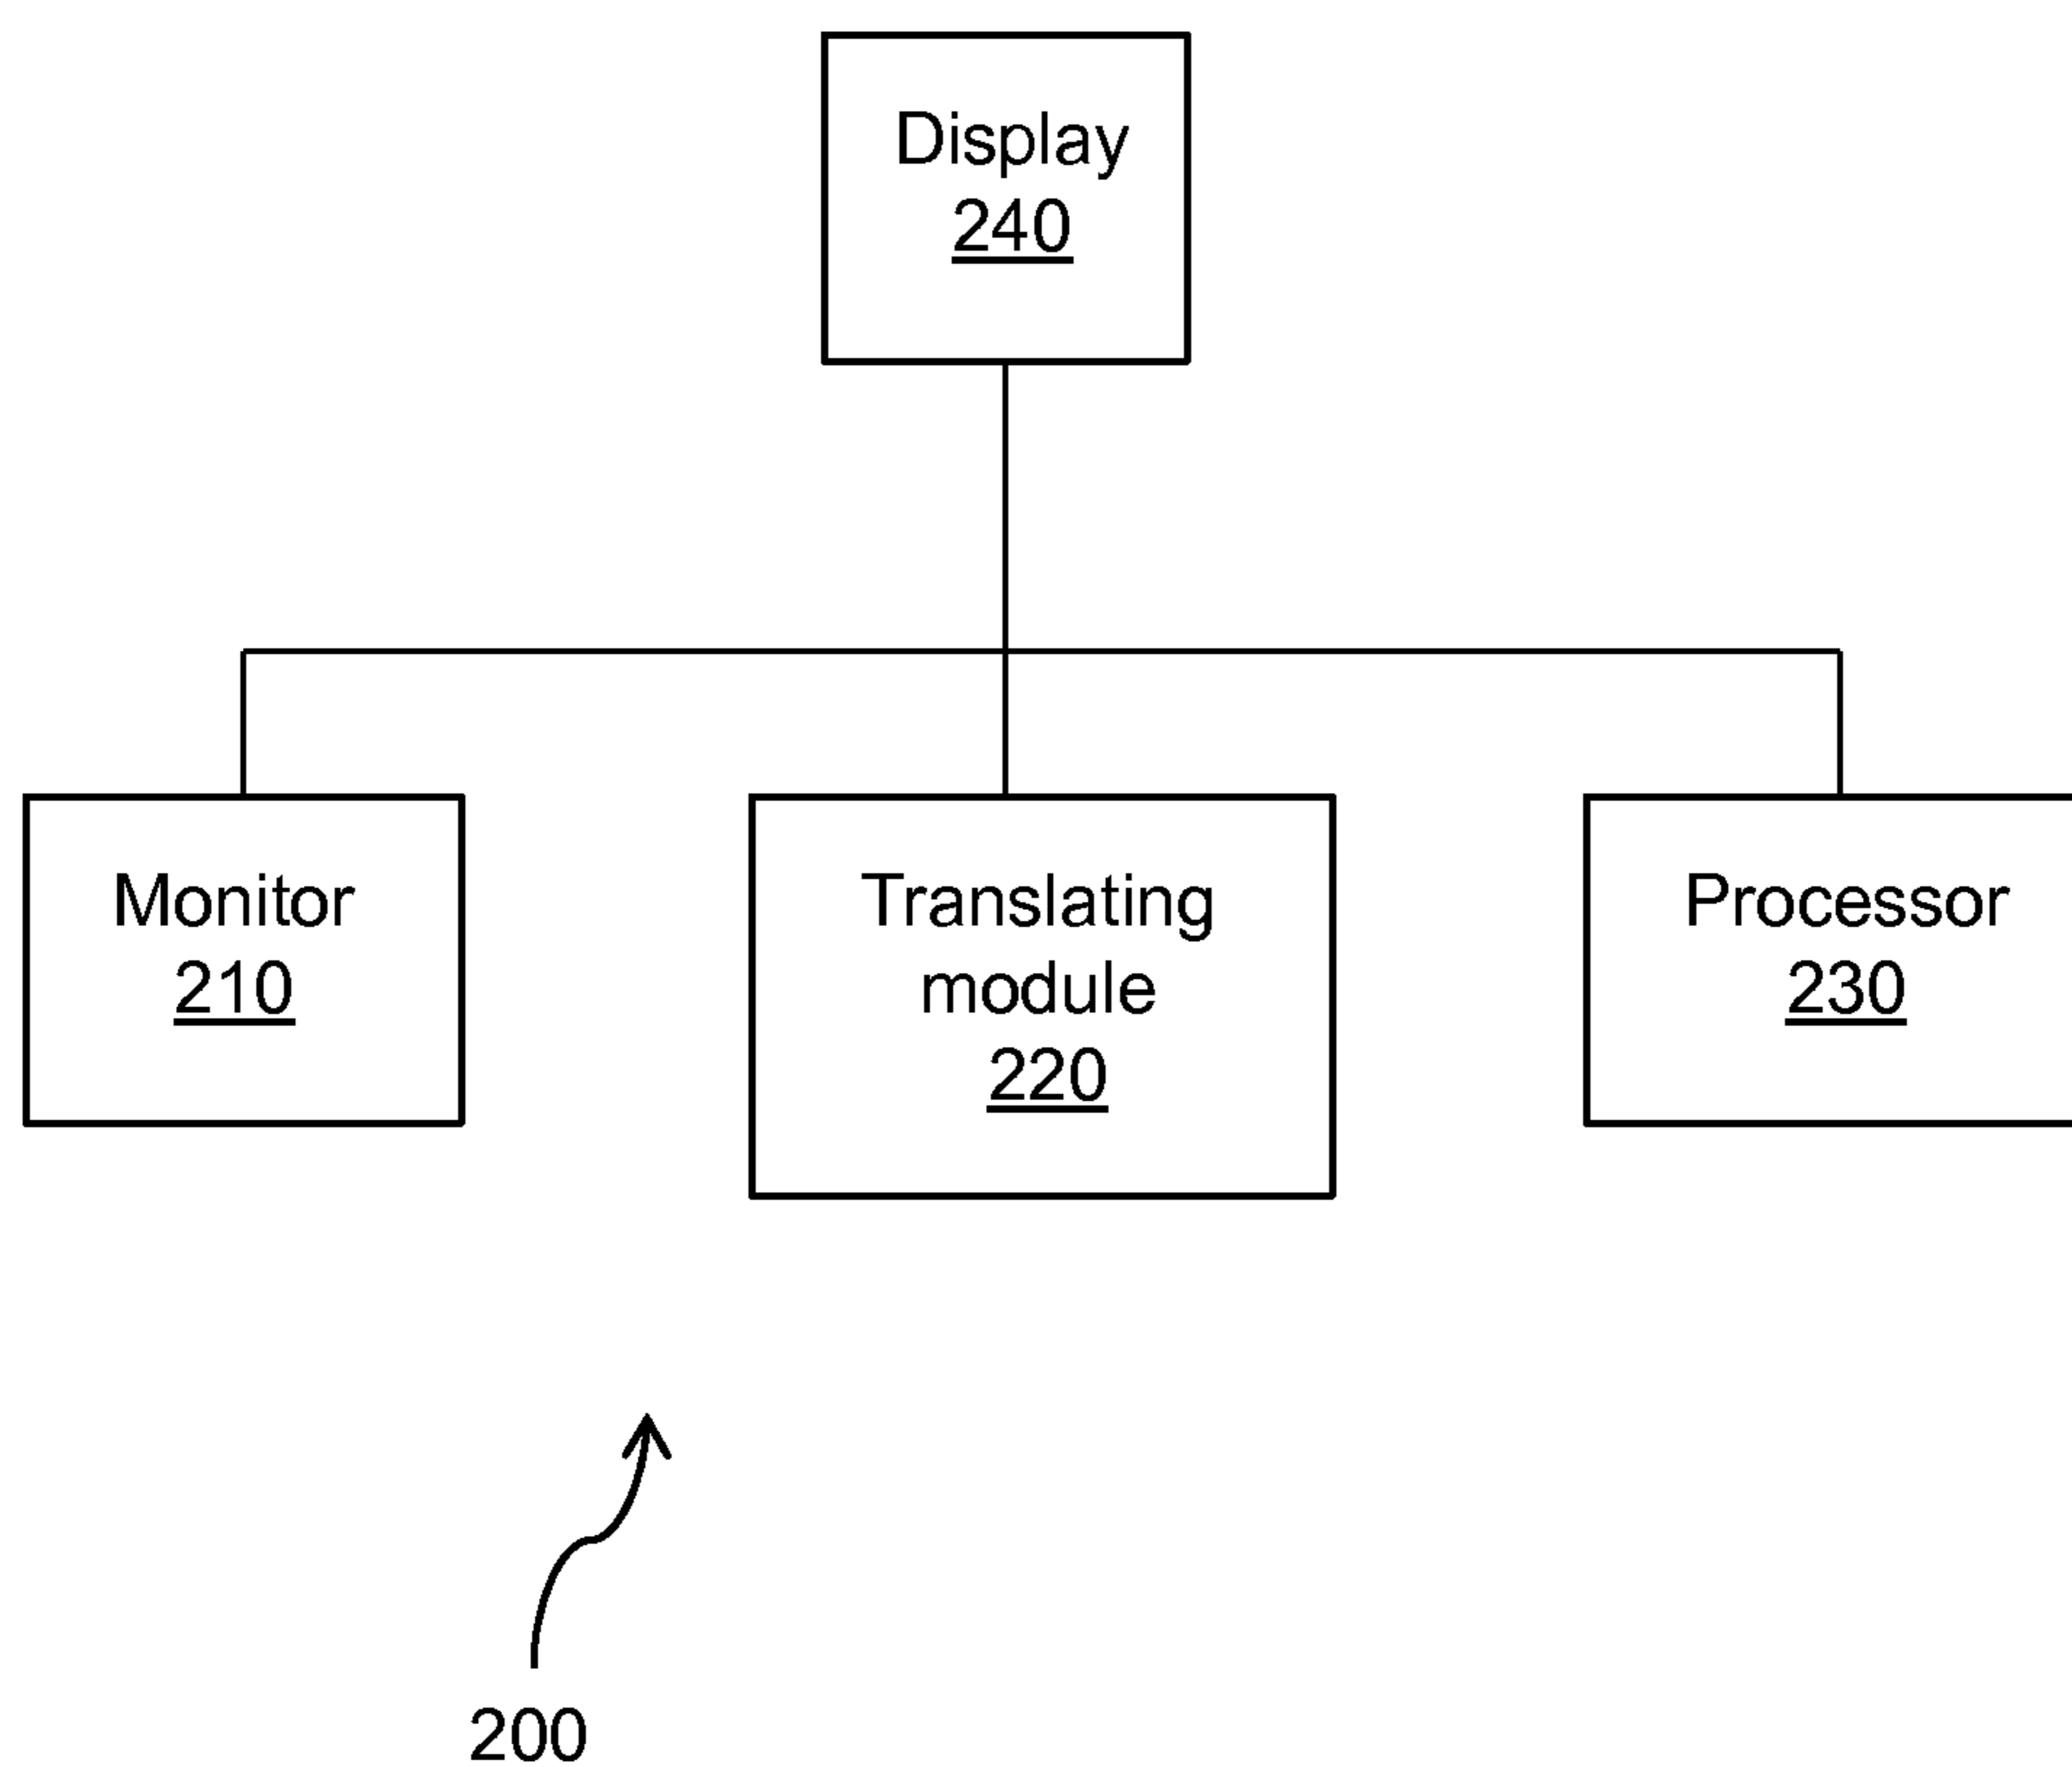 Display
240
Monitor
210
Translating
module
220
Processor
230
200